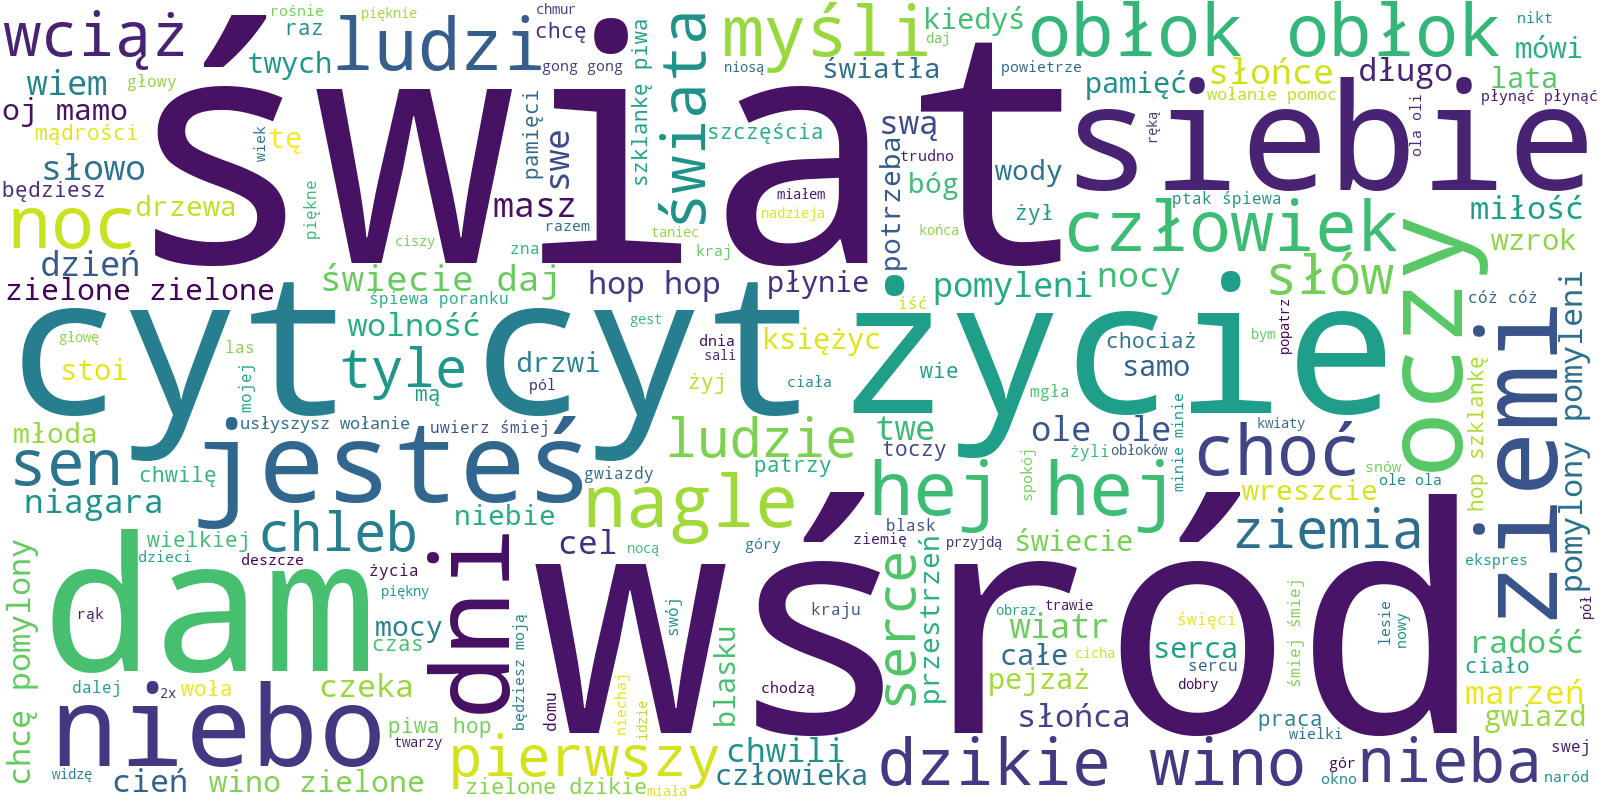 wciąż
rośnie
raz
pięknie
ludzi
chmur
chcę
gong gong
szklankę piwa
świata
myśli
niosą
kiedyś
daj
obłok obłok
nikt
mówi
wiem
głowy
twych
światła
powietrze
pamięć
słońce
wołanie pomoc
długo
lata
płynąć płynąć
oj mamo
mądrości
wiek
tę
świat
pamięci
swe
szczęścia
swą
trudno
siebie
ręką
ola oli
słowo
będziesz
masz
razem
miałem
nadzieja
potrzeba
bóg
wody
żył
ptak śpiewa
miłość
noc
drzewa
piękne
ciszy
zna
taniec
kraj
końca
człowiek
wzrok
dzień
zielone zielone
świecie daj
hop hop
płynie
pomyleni
nocy
słów
oczy
cóż cóż
śpiewa poranku
wolność
gest
iść
cyt cyt
życie
głowę
stoi
las
mojej
tyle
mą
drzwi
pól
dnia
sali
księżyc
żyj
ciała
wie
chociaż
samo
mgła
bym
popatrz
ziemi
pomylony pomyleni
hop szklankę
młoda
usłyszysz wołanie
uwierz śmiej
ludzie
twe
ole ole
kwiaty
choć
sen
chwilę
jesteś
gwiazdy
patrzy
toczy
żyli
obłoków
minie minie
snów
ole ola
niagara
niebie
nagle
hej hej
spokój
wreszcie
chleb
wielkiej
dzieci
deszcze
cel
nocą
góry
blask
ziemię
przyjdą
świecie
ziemia
ekspres
chcę pomylony
dam
rąk
życia
piękny
mocy
czas
dni
wśród
swój
kraju
serce
przestrzeń
obraz
trawie
wiatr
święci
serca
sercu
dobry
śmiej śmiej
lesie
nowy
pół
radość
ciało
całe
cicha
pejzaż
marzeń
dalej
2x
woła
czeka
będziesz moją
domu
niechaj
idzie
blasku
chodzą
słońca
praca
wielki
gwiazd
niebo
piwa hop
twarzy
pierwszy
chwili
człowieka
dzikie wino
gór
okno
nieba
swej
naród
widzę
cień
wino zielone
zielone dzikie
miała